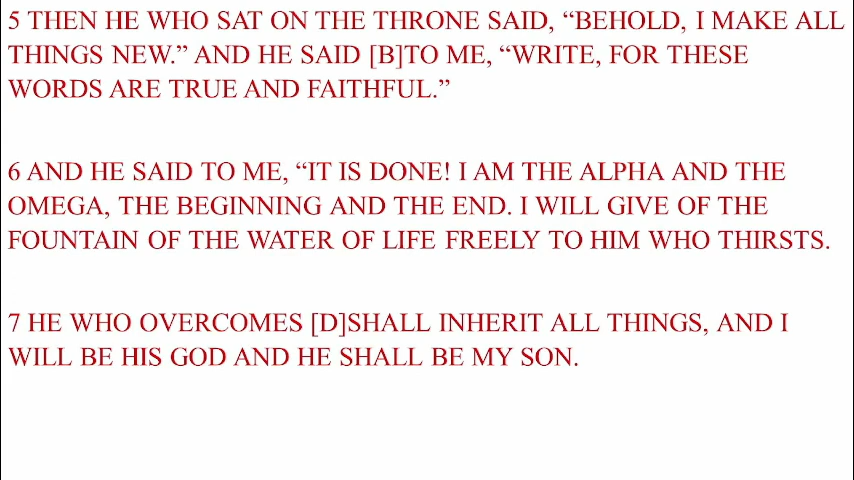 5 THEN HE WHO SAT ON THE THRONE SAID, “BEHOLD, I MAKE ALL
THINGS NEW.” AND HE SAID [B]TO ME, “WRITE, FOR THESE
WORDS ARE TRUE AND FAITHFUL.”
6 AND HE SAID TO ME, “IT IS DONE! I AM THE ALPHA AND THE
OMEGA, THE BEGINNING AND THE END. I WILL GIVE OF THE
FOUNTAIN OF THE WATER OF LIFE FREELY TO HIM WHO THIRSTS.
7 HE WHO OVERCOMES [D]SHALL INHERIT ALL THINGS, AND I
WILL BE HIS GOD AND HE SHALL BE MY SON.